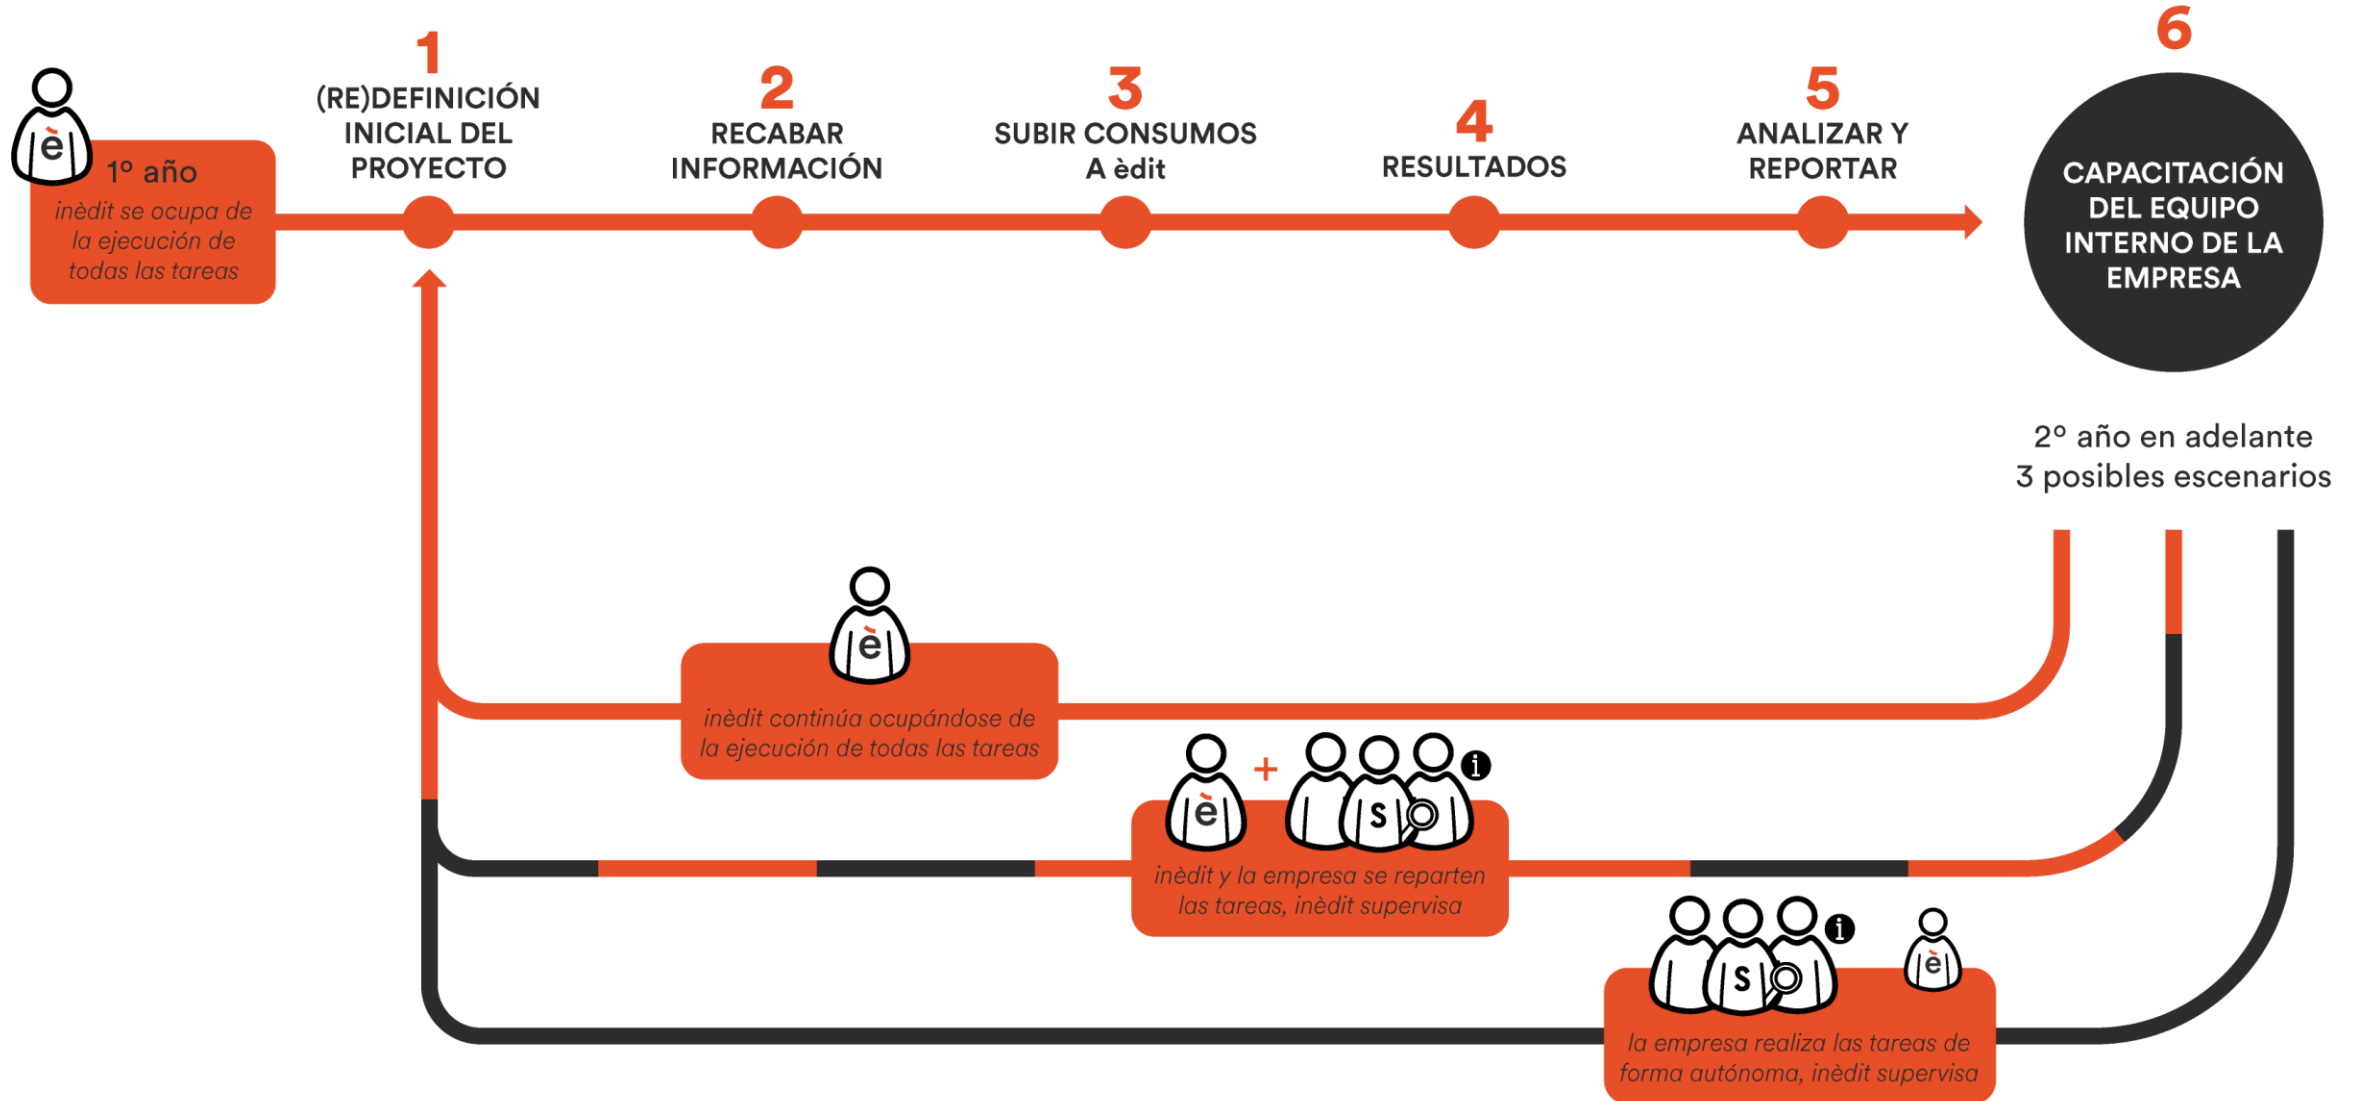 1
(RE)DEFINICIÓN
INICIAL DEL
PROYECTO
2
RECABAR
INFORMACIÓN
3
SUBIR CONSUMOS
A èdit
4
RESULTADOS
5
ANALIZAR Y
REPORTAR
6
CAPACITACIÓN
DEL EQUIPO
INTERNO DE LA
EMPRESA
è
1º año
inèdit se ocupa de
la ejecución de
todas las tareas
2º año en adelante
3 posibles escenarios
è
inèdit continúa ocupándose de
la ejecución de todas las tareas
è + S i
inèdit y la empresa se reparten
las tareas, inèdit supervisa
S i è
la empresa realiza las tareas de
forma autónoma, inèdit supervisa